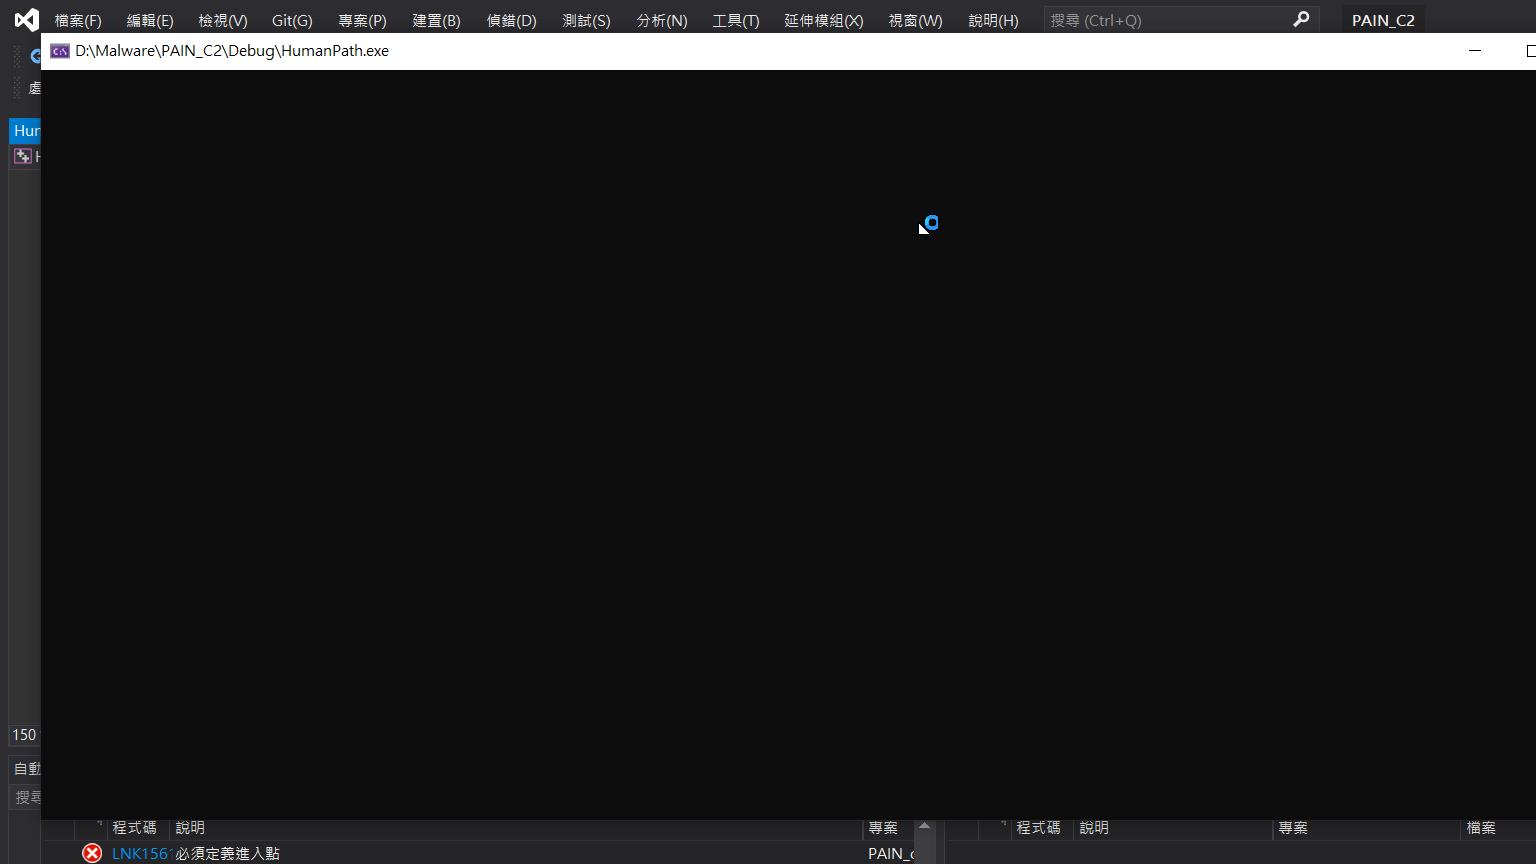 檔案(F) 編輯(E) 檢視(V) Git(G) 專案(P) 建置(B) 偵錯(D) 測試(S) 分析(N) 工具(T) 延伸模組(X) 視窗(W) 說明(H) 搜尋 (Ctrl+Q) PAIN_C2
D:\Malware\PAIN_C2\Debug\HumanPath.exe
處
Hum
150
自動
搜尋
程式碼 說明 專案 程式碼 說明 專案 檔案
LNK1561 必須定義進入點 PAIN_c